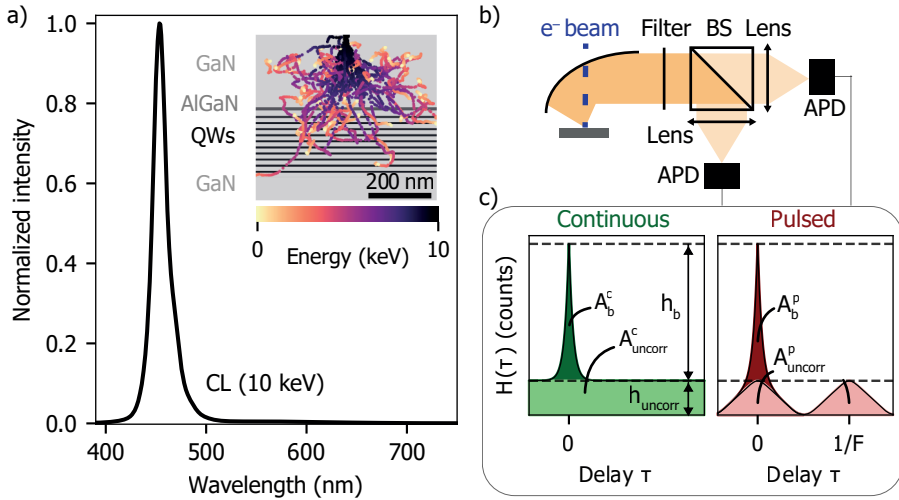 a)
1.0
0.8
0.6
0.4
0.2
0.0
Normalized intensity
400
500
600
700
Wavelength (nm)
CL (10 keV)
GaN
AlGaN
QWs
GaN
200 nm
0
10
Energy (keV)
b)
e⁻ beam
Filter
BS
Lens
APD
Lens
APD
c)
Continuous
Pulsed
H(τ) (counts)
A_b^c
A_uncorr^c
h_b
h_uncorr
0
Delay τ
A_b^p
A_uncorr^p
0
1/F
Delay τ